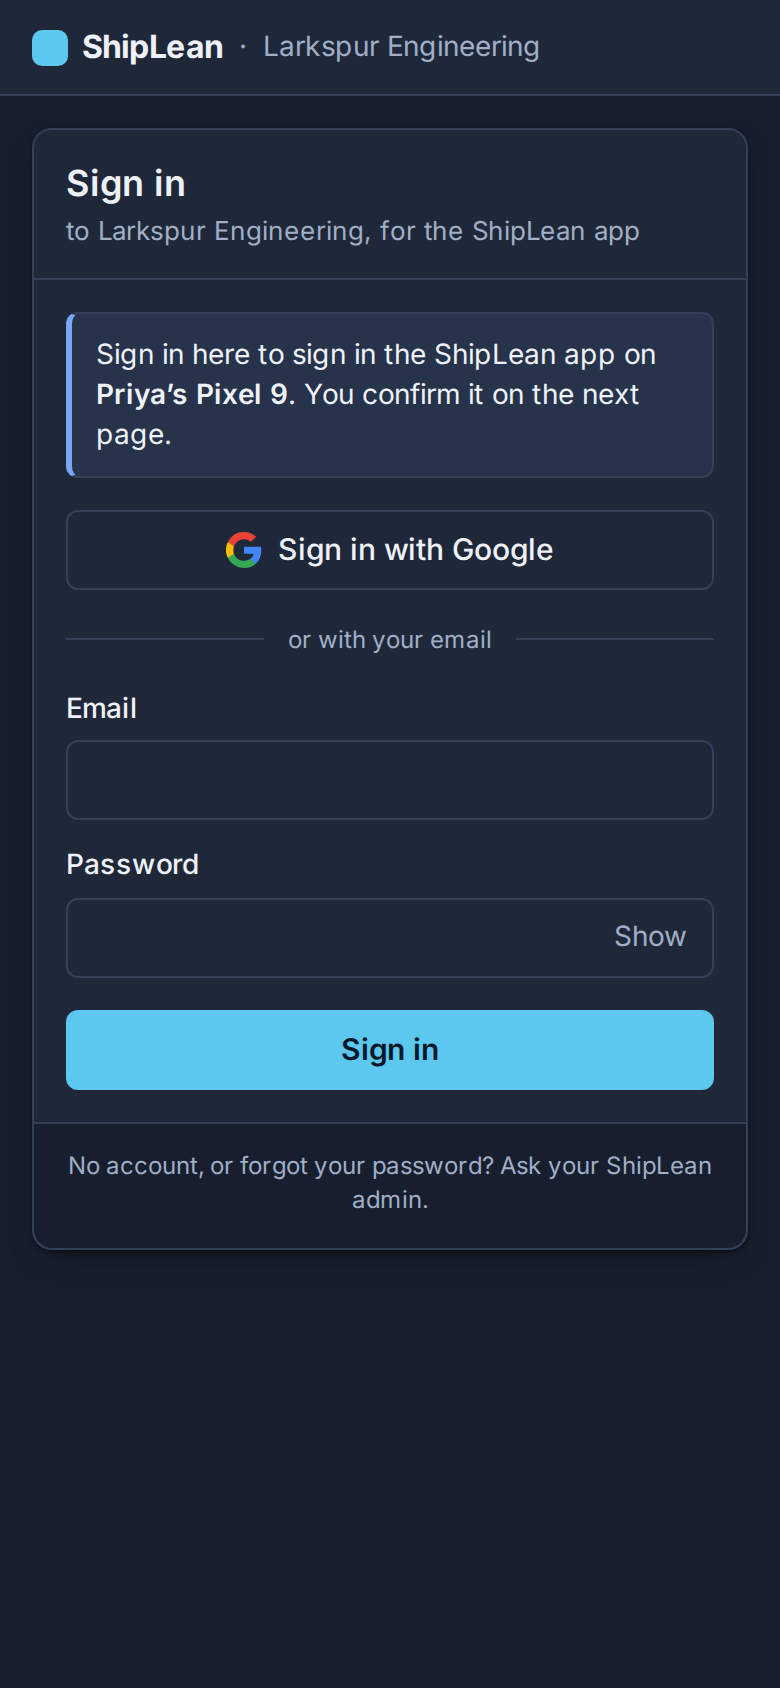 ShipLean · Larkspur Engineering
Sign in
to Larkspur Engineering, for the ShipLean app
Sign in here to sign in the ShipLean app on
Priya’s Pixel 9. You confirm it on the next
page.
Sign in with Google
or with your email
Email
Password
Show
Sign in
No account, or forgot your password? Ask your ShipLean
admin.